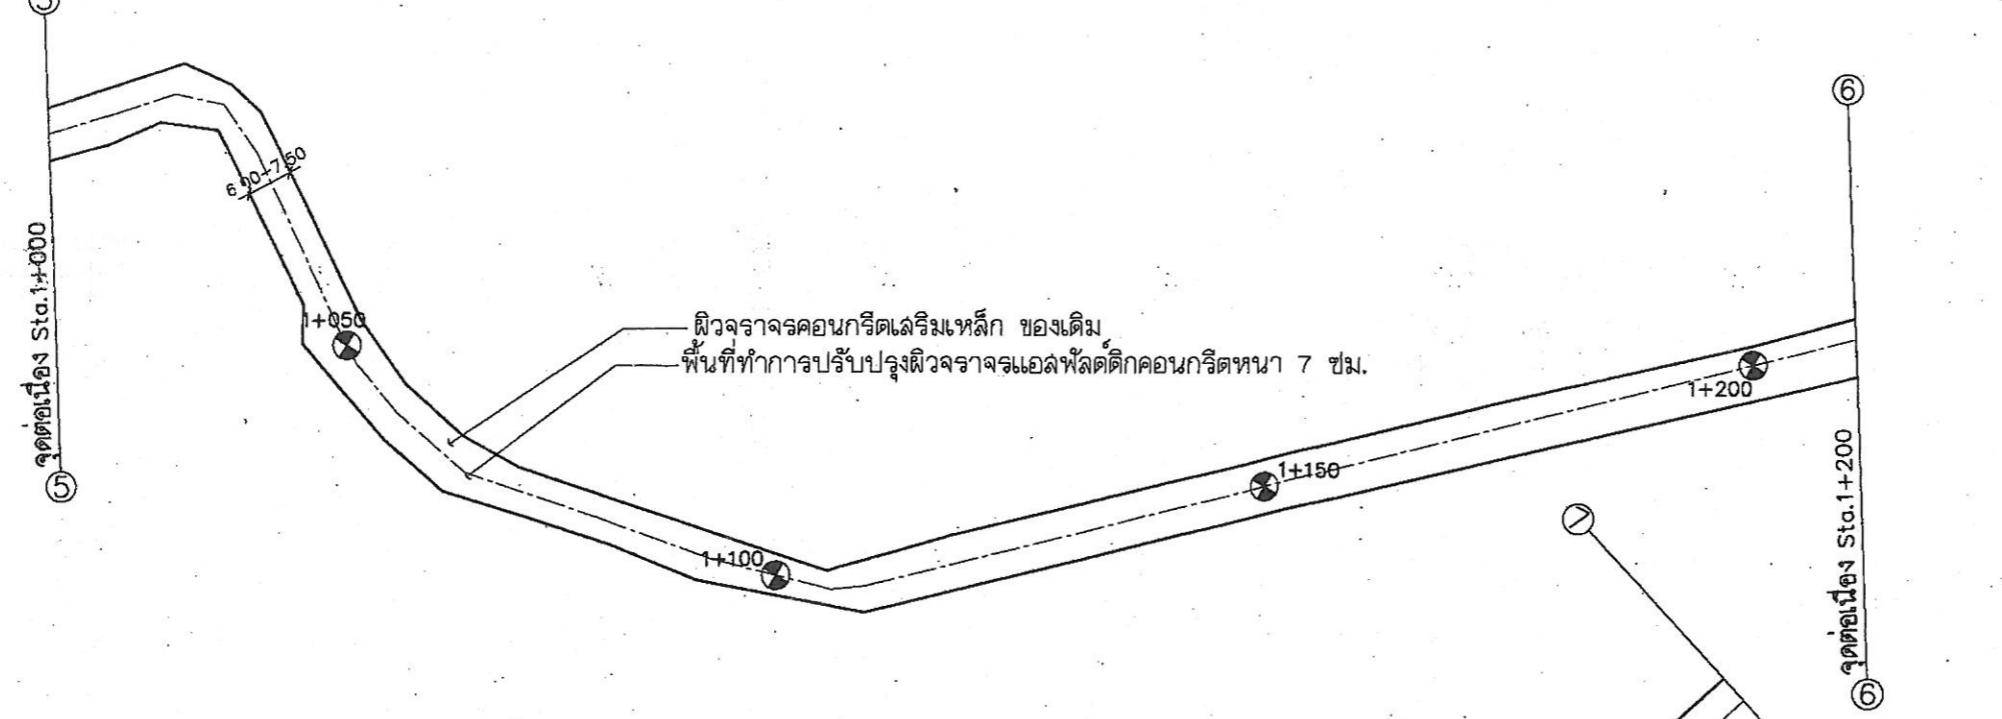 5
6.00-7.50
จุดต่อเนื่อง Sta.1+000
5
1+050
ผิวจราจรคอนกรีตเสริมเหล็ก ของเดิม
พื้นที่ทำการปรับปรุงผิวจราจรแอสฟัลต์ติกคอนกรีตหนา 7 ซม.
1+100
1+150
1+200
6
จุดต่อเนื่อง Sta.1+200
6
7